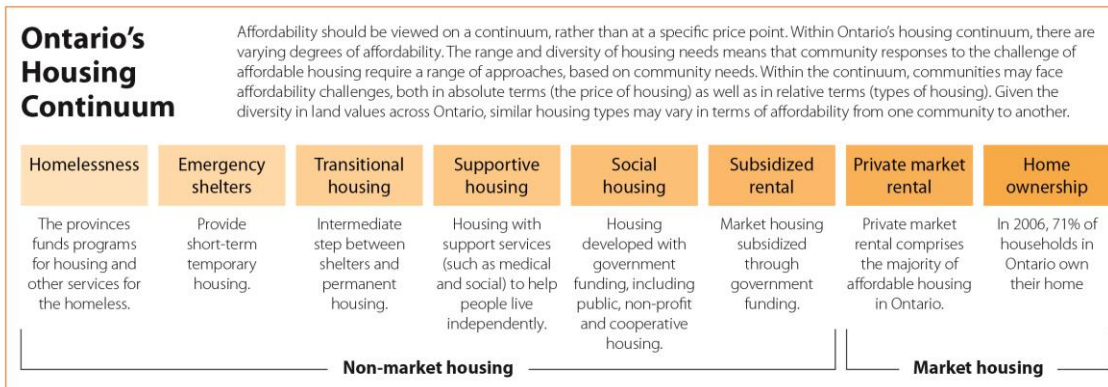 Ontario's
Housing
Continuum
Affordability should be viewed on a continuum, rather than at a specific price point. Within Ontario's housing continuum, there are
varying degrees of affordability. The range and diversity of housing needs means that community responses to the challenge of
affordable housing require a range of approaches, based on community needs. Within the continuum, communities may face
affordability challenges, both in absolute terms (the price of housing) as well as in relative terms (types of housing). Given the
diversity in land values across Ontario, similar housing types may vary in terms of affordability from one community to another.
Homelessness
The provinces
funds programs
for housing and
other services for
the homeless.
Emergency
shelters
Provide
short-term
temporary
housing.
Transitional
housing
Intermediate
step between
shelters and
permanent
housing.
Supportive
housing
Housing with
support services
(such as medical
and social) to help
people live
independently.
Social
housing
Housing
developed with
government
funding, including
public, non-profit
and cooperative
housing.
Subsidized
rental
Market housing
subsidized
through
government
funding.
Private market
rental
Private market
rental comprises
the majority of
affordable housing
in Ontario.
Home
ownership
In 2006, 71% of
households in
Ontario own
their home
Non-market housing
Market housing